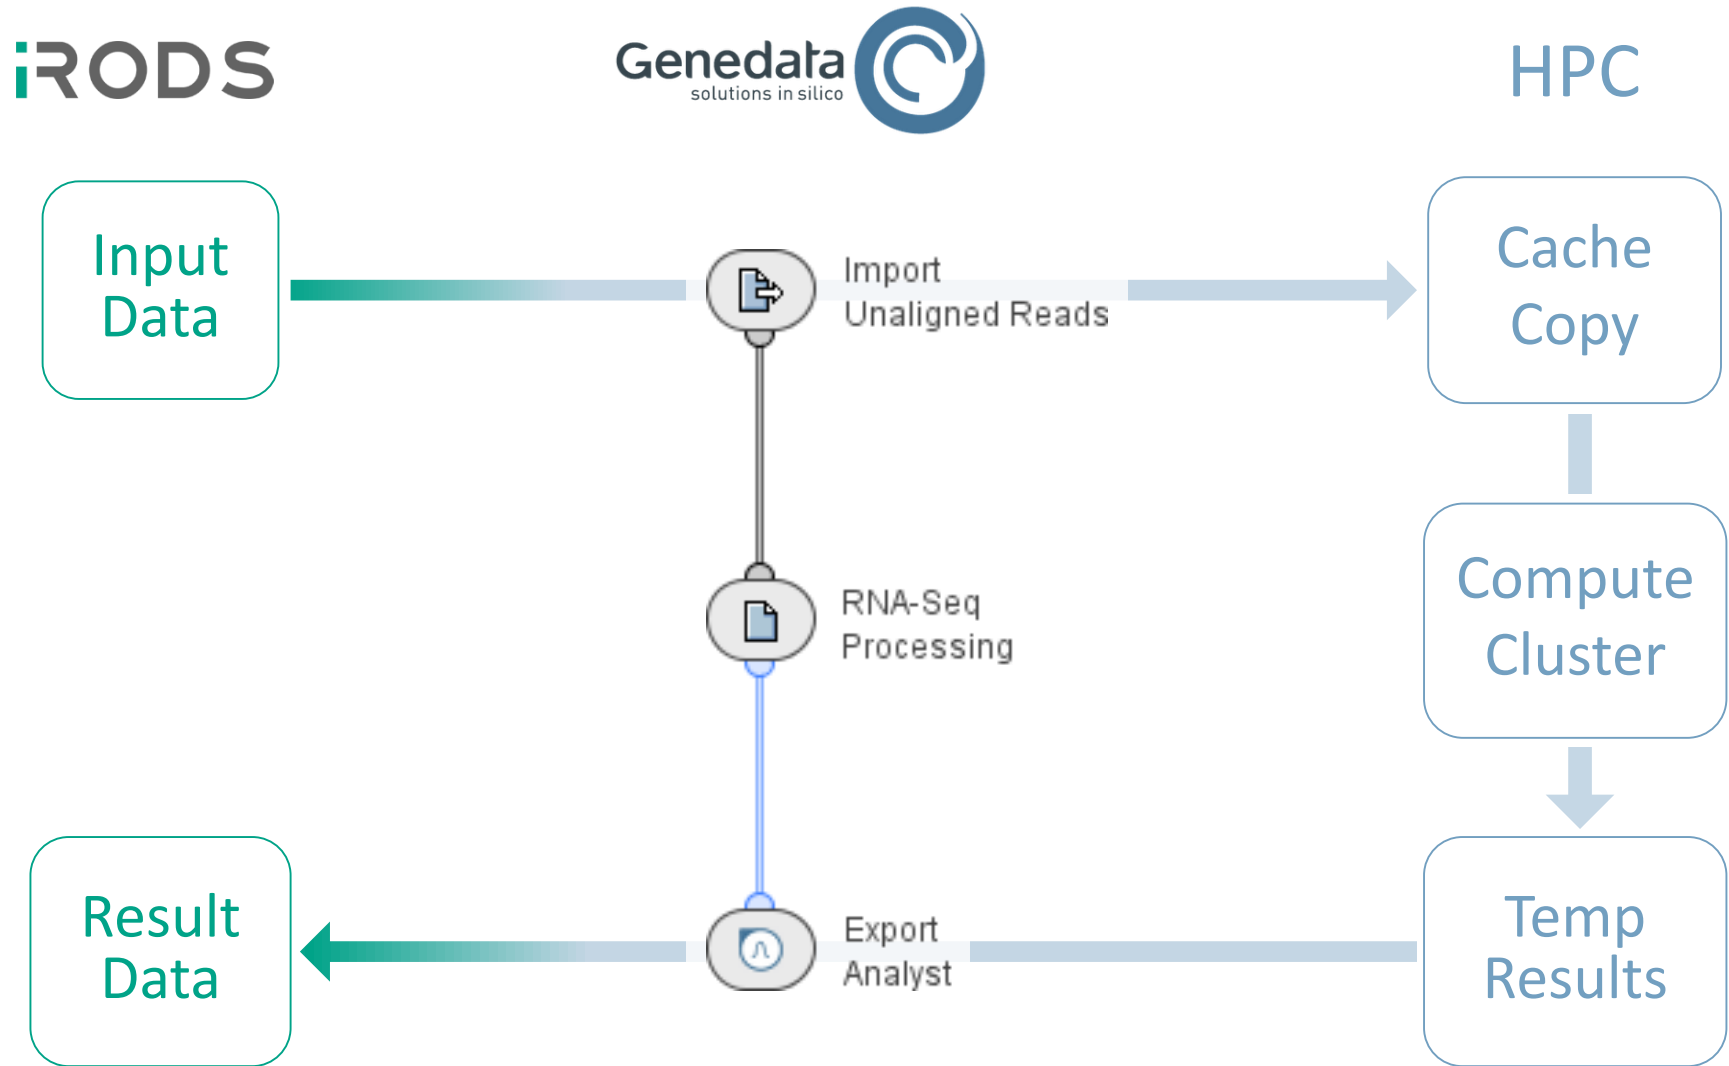 iRODS
Genedata
solutions in silico
HPC
Input
Data
Import
Unaligned Reads
Cache
Copy
RNA-Seq
Processing
Compute
Cluster
Result
Data
Export
Analyst
Temp
Results